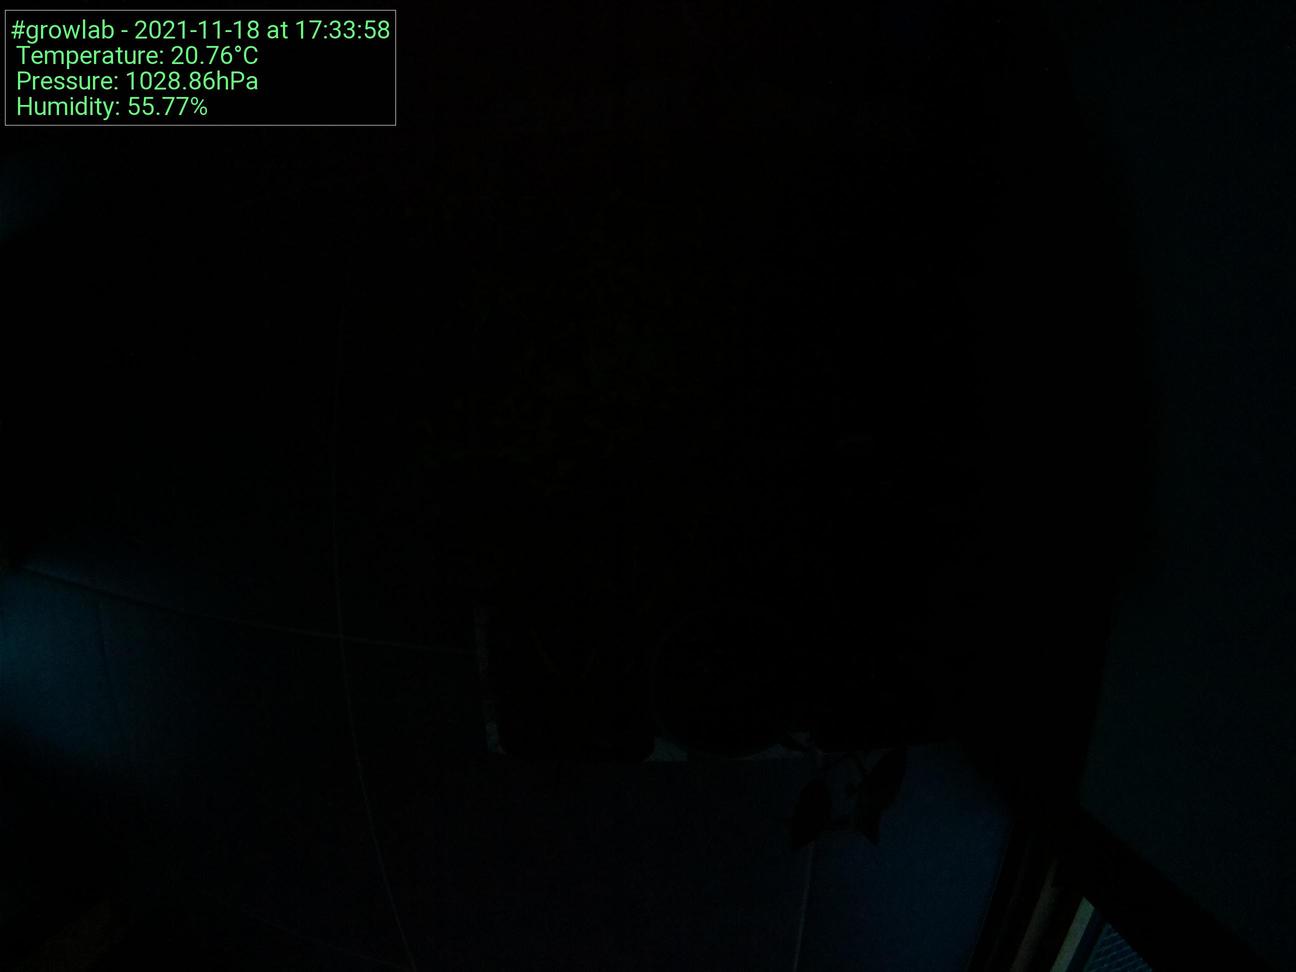 #growlab - 2021-11-18 at 17:33:58
Temperature: 20.76°C
Pressure: 1028.86hPa
Humidity: 55.77%